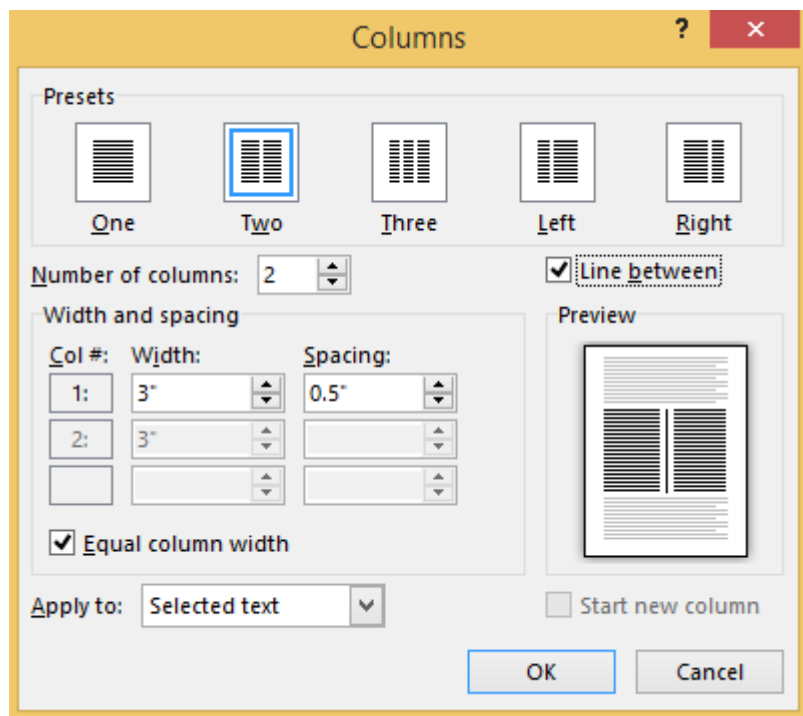 Columns ?
Presets
One Two Three Left Right
Number of columns: 2 Line between
Width and spacing Preview
Col #: Width: Spacing:
1: 3" 0.5"
2: 3"
Equal column width
Apply to: Selected text Start new column
OK Cancel